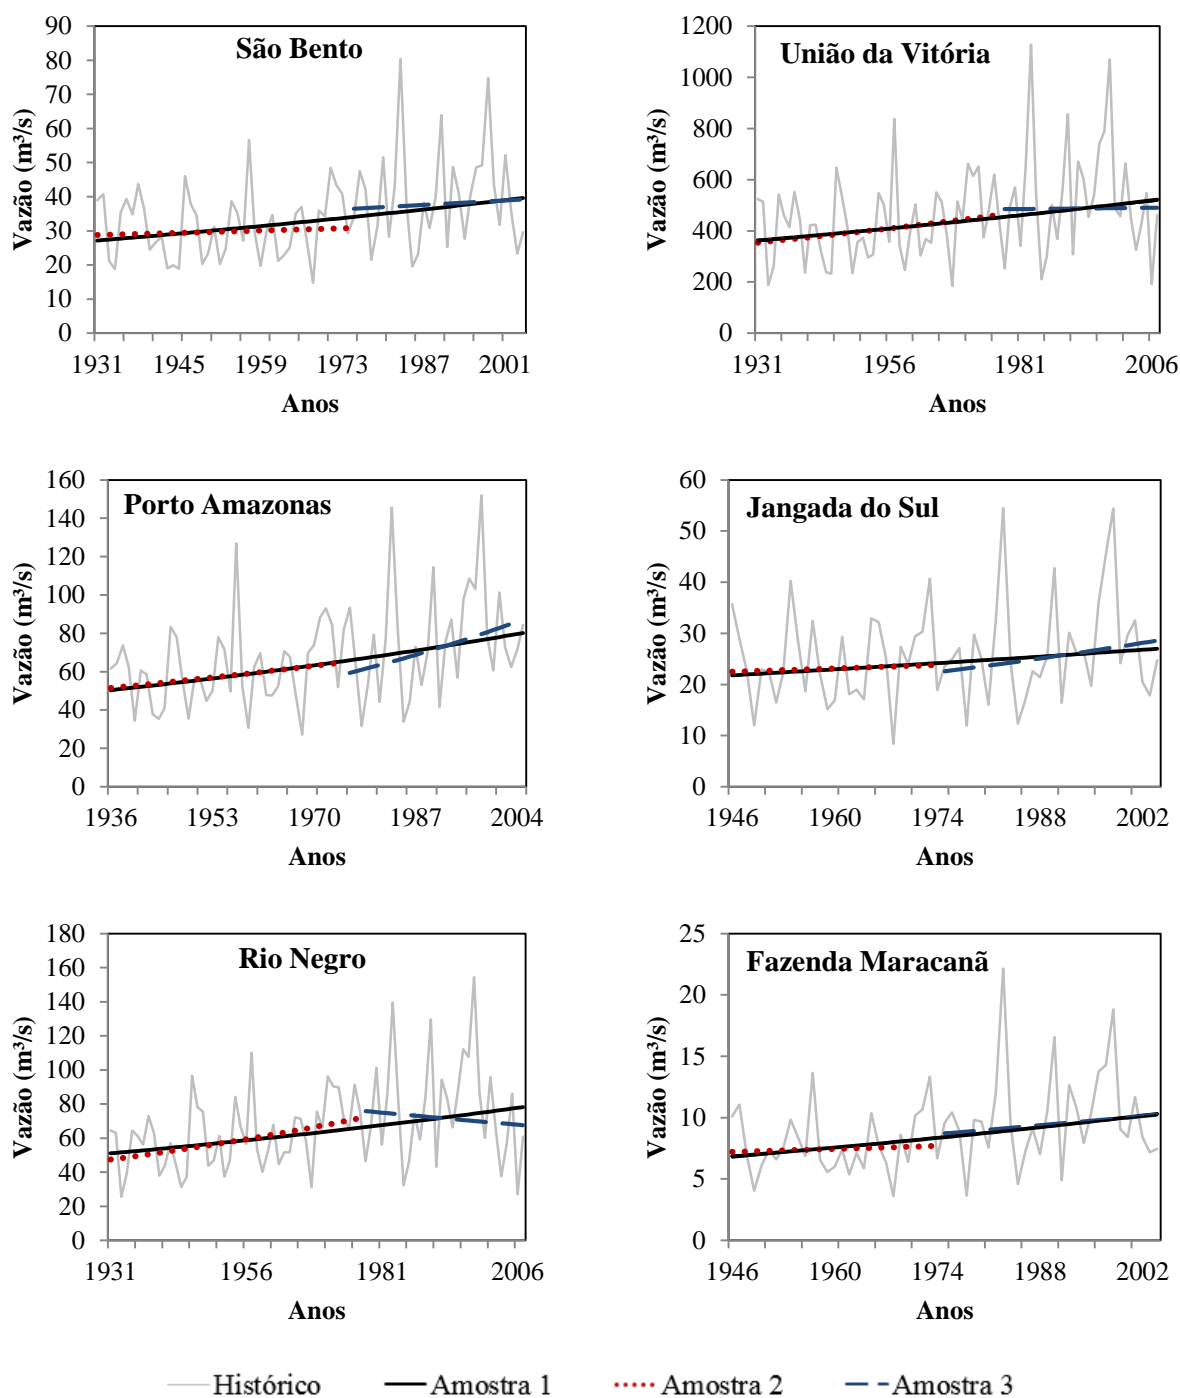 São Bento
Vazão (m³/s)
90
80
70
60
50
40
30
20
10
0
1931 1945 1959 1973 1987 2001
Anos
União da Vitória
Vazão (m³/s)
1200
1000
800
600
400
200
0
1931 1956 1981 2006
Anos
Porto Amazonas
Vazão (m³/s)
160
140
120
100
80
60
40
20
0
1936 1953 1970 1987 2004
Anos
Jangada do Sul
Vazão (m³/s)
60
50
40
30
20
10
0
1946 1960 1974 1988 2002
Anos
Rio Negro
Vazão (m³/s)
180
160
140
120
100
80
60
40
20
0
1931 1956 1981 2006
Anos
Fazenda Maracanã
Vazão (m³/s)
25
20
15
10
5
0
1946 1960 1974 1988 2002
Anos
Histórico Amostra 1 Amostra 2 Amostra 3